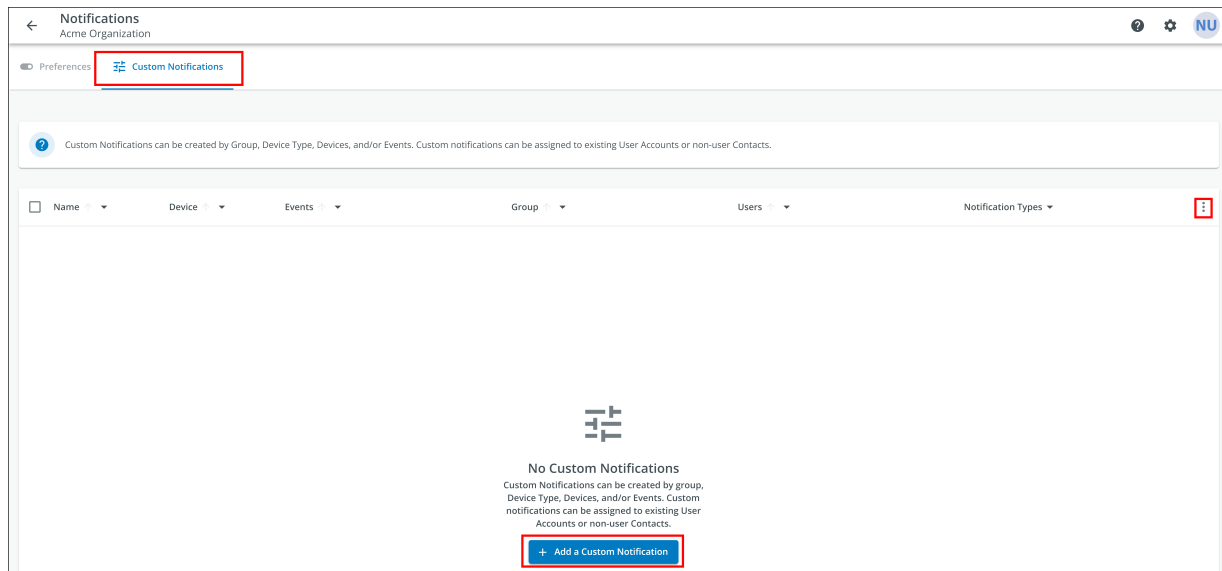 Notifications
Acme Organization
NU
Preferences
Custom Notifications
Custom Notifications can be created by Group, Device Type, Devices, and/or Events. Custom notifications can be assigned to existing User Accounts or non-user Contacts.
Name Device Events Group Users Notification Types
No Custom Notifications
Custom Notifications can be created by group,
Device Type, Devices, and/or Events. Custom
notifications can be assigned to existing User
Accounts or non-user Contacts.
+ Add a Custom Notification